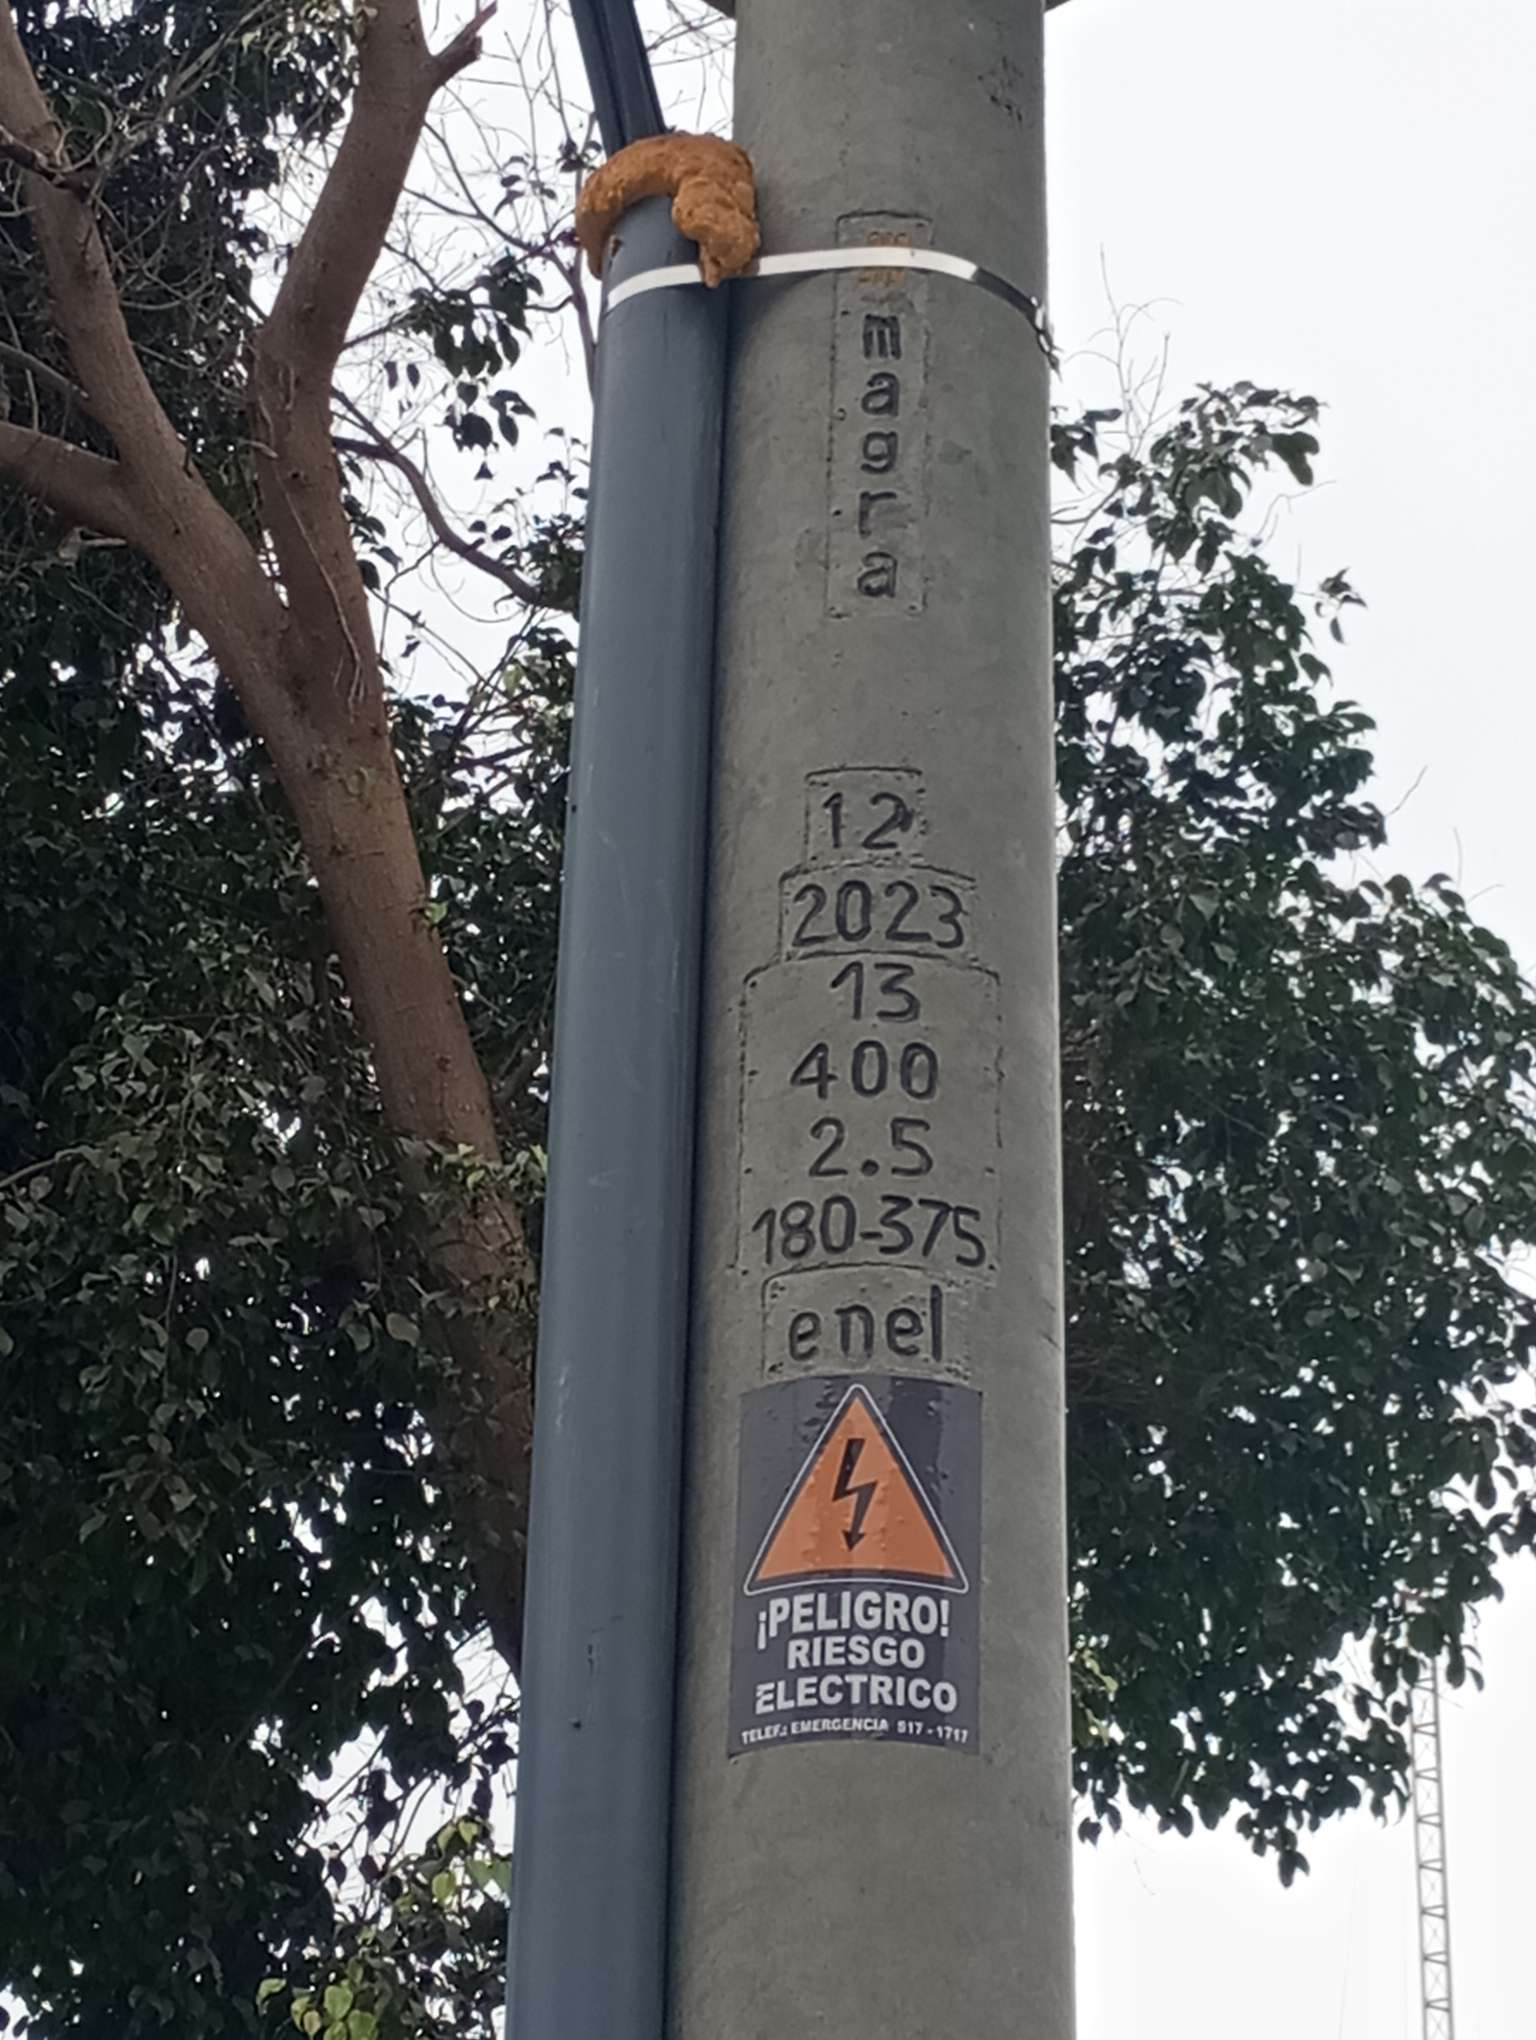 magra
12
2023
13
400
2.5
180-375
enel
¡PELIGRO!
RIESGO
ELECTRICO
TELEF.: EMERGENCIA 517 - 1717